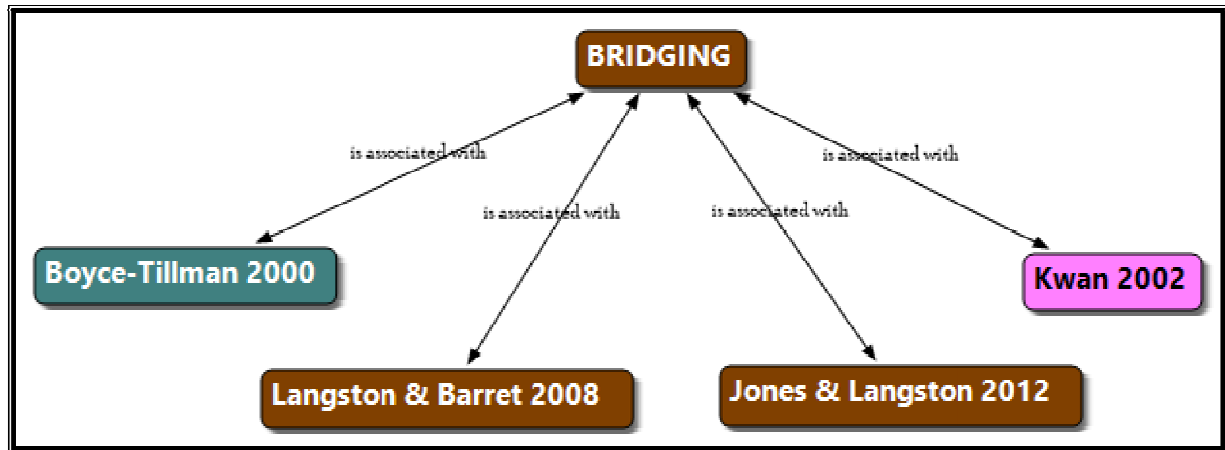 BRIDGING
is associated with
is associated with
is associated with
is associated with
Boyce-Tillman 2000
Kwan 2002
Langston & Barret 2008
Jones & Langston 2012